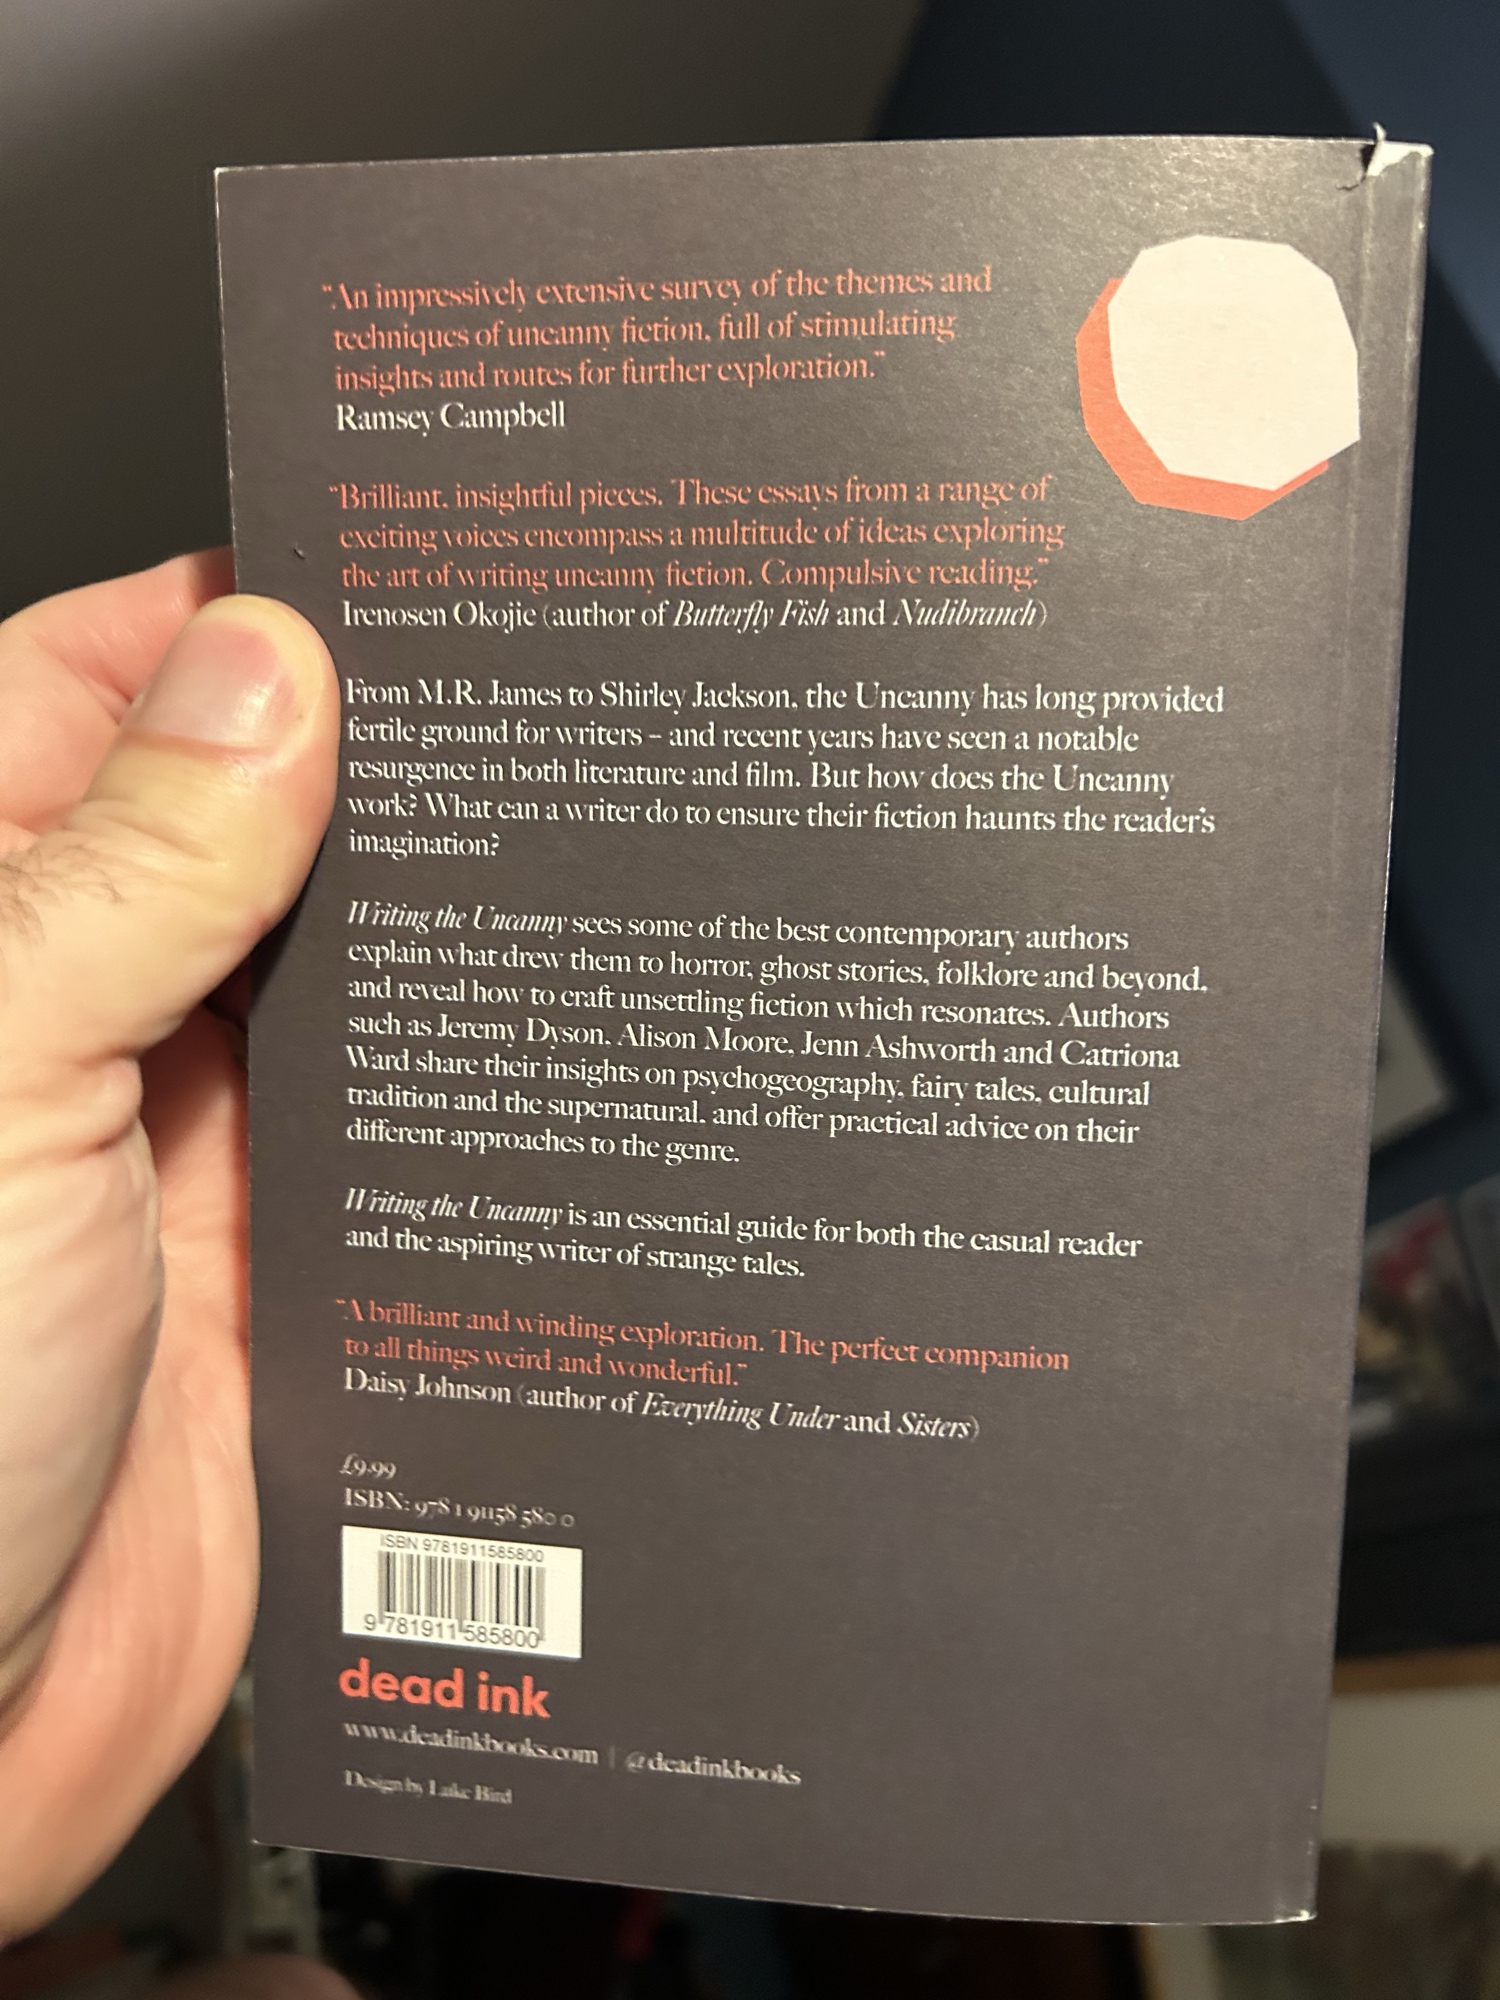 "An impressively extensive survey of the themes and
techniques of uncanny fiction, full of stimulating
insights and routes for further exploration."
Ramsey Campbell
"Brilliant, insightful pieces. These essays from a range of
exciting voices encompass a multitude of ideas exploring
the art of writing uncanny fiction. Compulsive reading."
Irenosen Okojie (author of Butterfly Fish and Nudibranch)
From M.R. James to Shirley Jackson, the Uncanny has long provided
fertile ground for writers – and recent years have seen a notable
resurgence in both literature and film. But how does the Uncanny
work? What can a writer do to ensure their fiction haunts the reader's
imagination?
Writing the Uncanny sees some of the best contemporary authors
explain what drew them to horror, ghost stories, folklore and beyond,
and reveal how to craft unsettling fiction which resonates. Authors
such as Jeremy Dyson, Alison Moore, Jenn Ashworth and Catriona
Ward share their insights on psychogeography, fairy tales, cultural
tradition and the supernatural, and offer practical advice on their
different approaches to the genre.
Writing the Uncanny is an essential guide for both the casual reader
and the aspiring writer of strange tales.
"A brilliant and winding exploration. The perfect companion
to all things weird and wonderful."
Daisy Johnson (author of Everything Under and Sisters)
£9.99
ISBN: 978 1 91158 580 0
ISBN 9781911585800
9 781911 585800
dead ink
www.deadinkbooks.com | @deadinkbooks
Design by Luke Bird